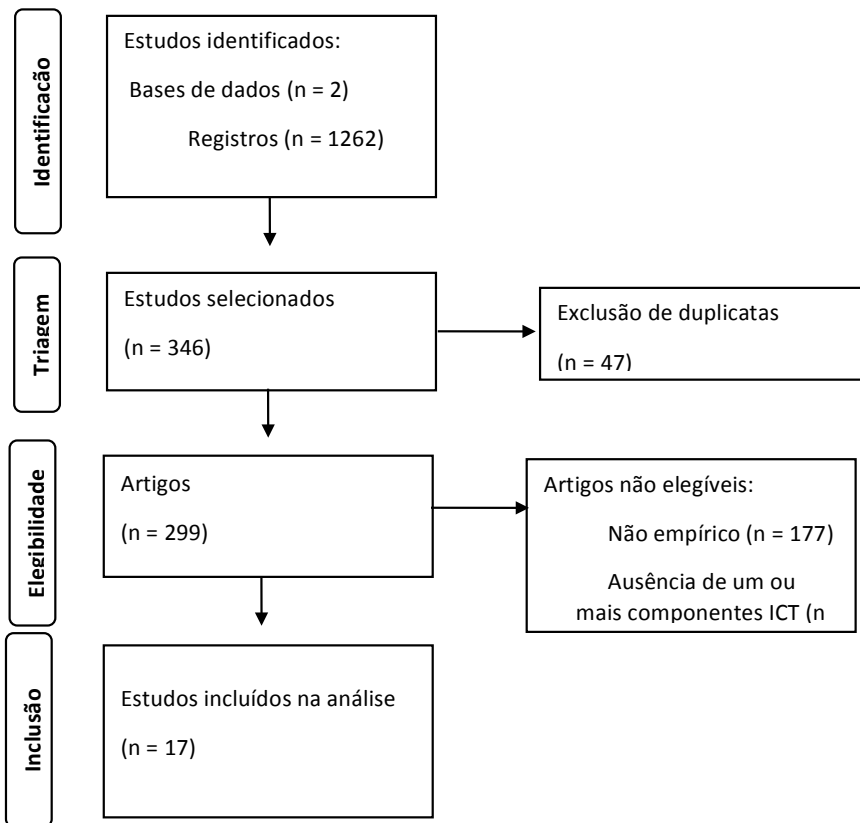 Identificacão
Estudos identificados:
Bases de dados (n = 2)
Registros (n = 1262)
Triagem
Estudos selecionados
(n = 346)
Exclusão de duplicatas
(n = 47)
Elegibilidade
Artigos
(n = 299)
Artigos não elegíveis:
Não empírico (n = 177)
Ausência de um ou
mais componentes ICT (n
Inclusão
Estudos incluídos na análise
(n = 17)